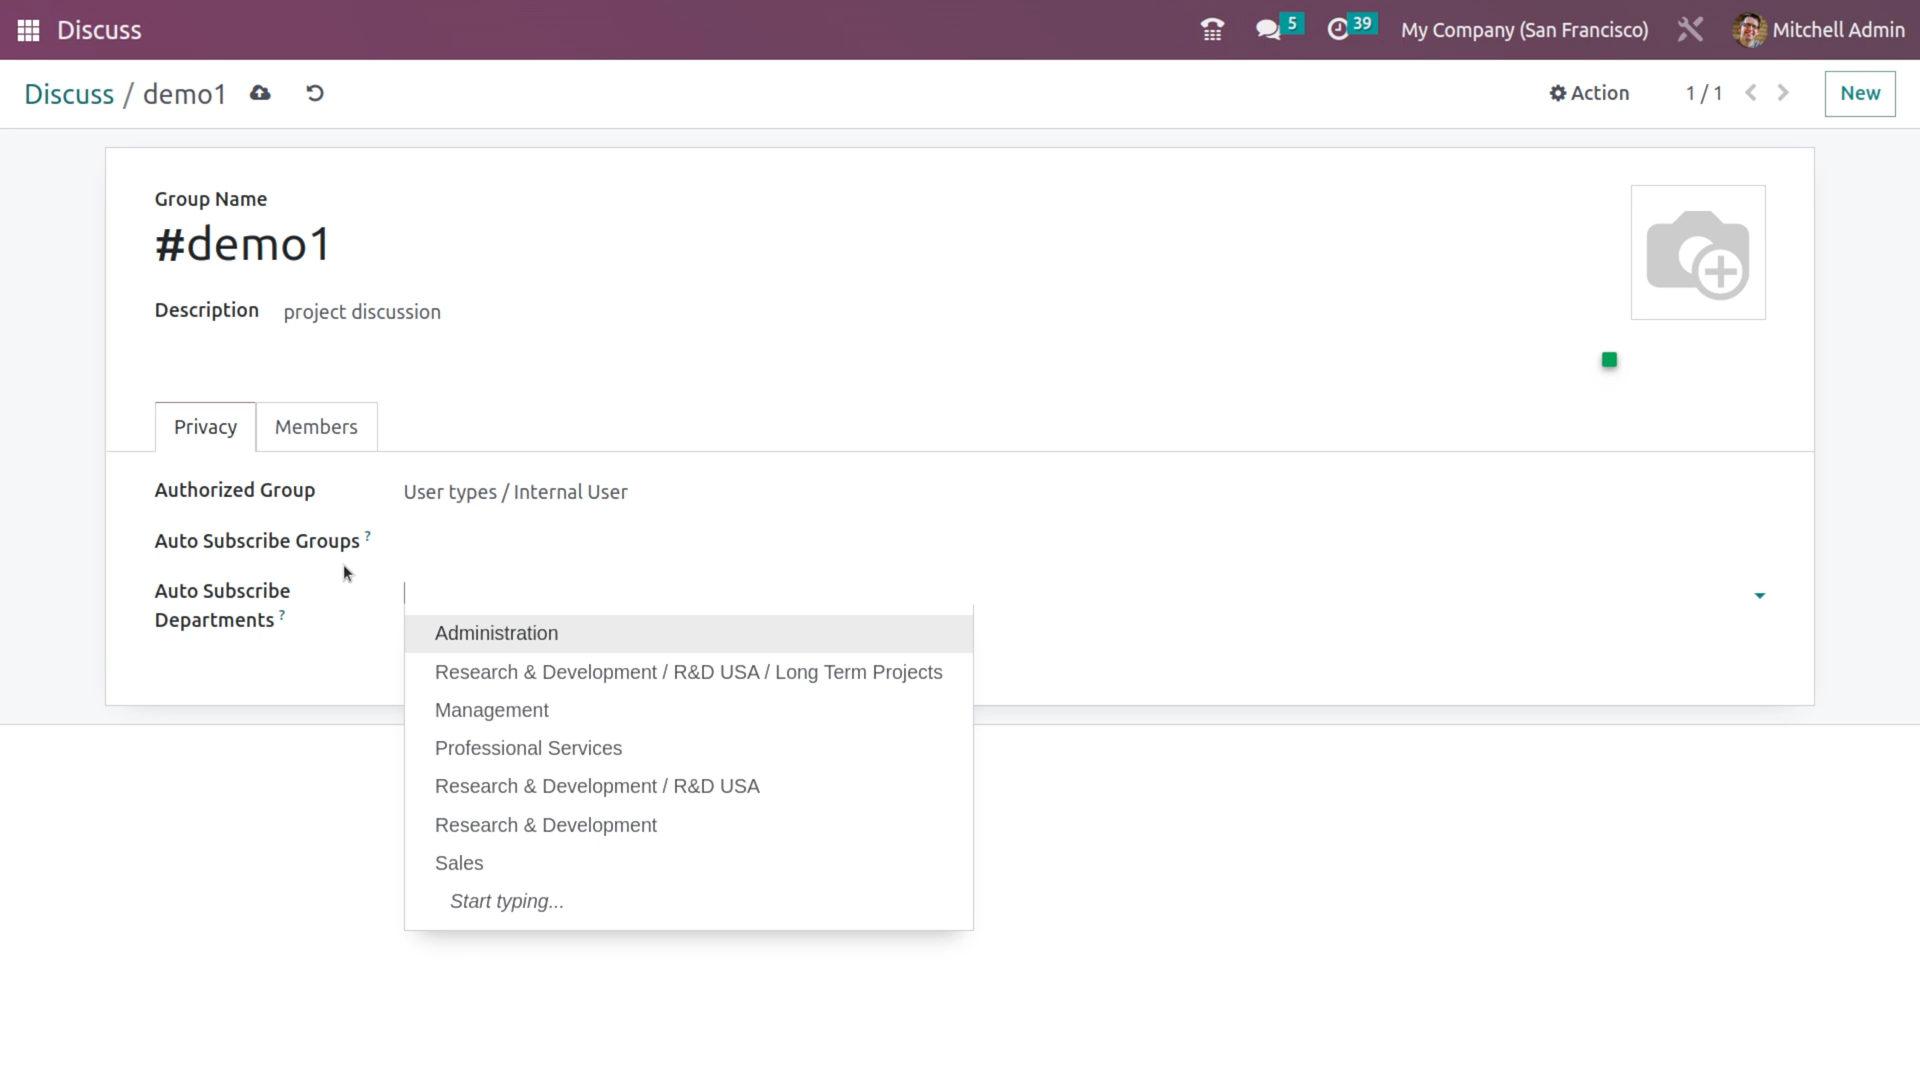 Discuss
5
39
My Company (San Francisco)
Mitchell Admin
Discuss / demo1
Action
1 / 1
New
Group Name
#demo1
Description project discussion
Privacy
Members
Authorized Group User types / Internal User
Auto Subscribe Groups ?
Auto Subscribe
Departments ?
Administration
Research & Development / R&D USA / Long Term Projects
Management
Professional Services
Research & Development / R&D USA
Research & Development
Sales
Start typing...